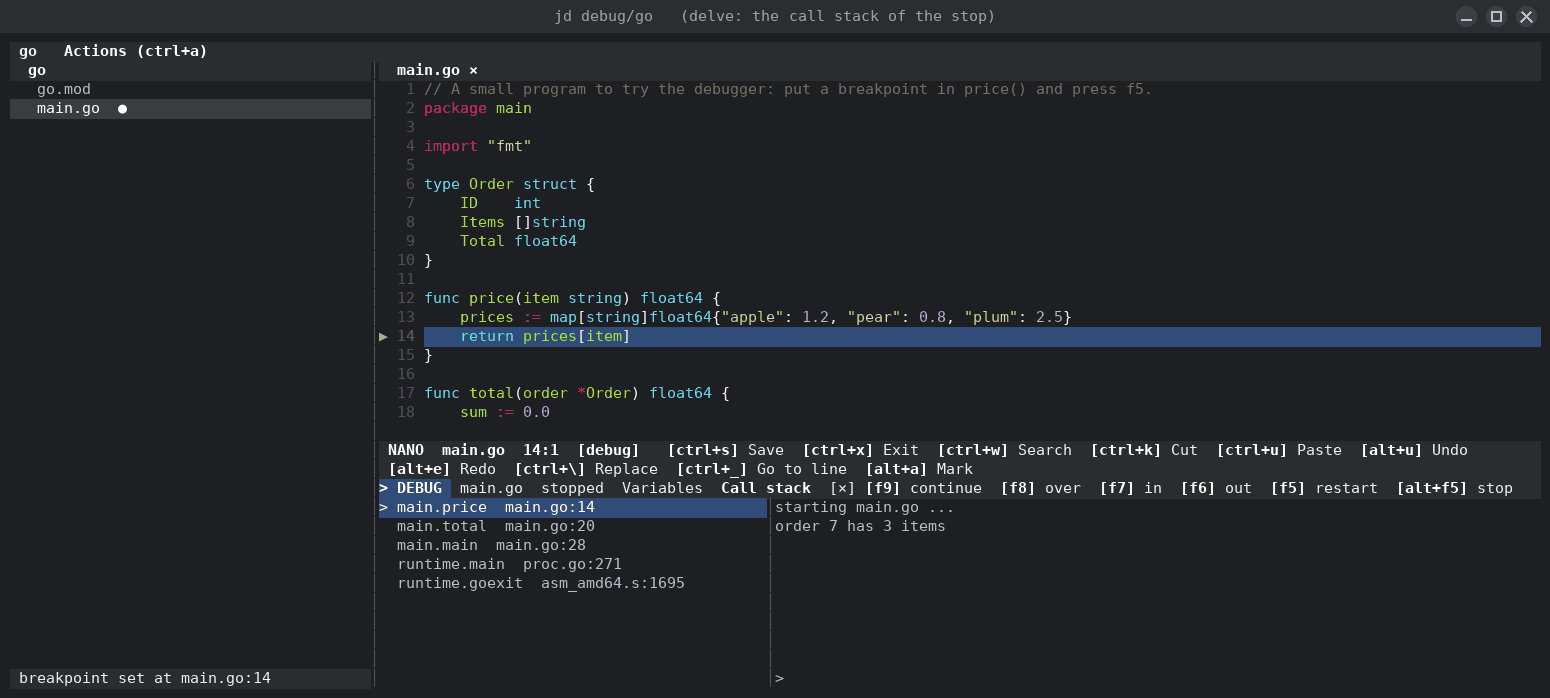 jd debug/go   (delve: the call stack of the stop)
go   Actions (ctrl+a)
go
go.mod
main.go ●
main.go ×
1 // A small program to try the debugger: put a breakpoint in price() and press f5.
2 package main
3
4 import "fmt"
5
6 type Order struct {
7     ID    int
8     Items []string
9     Total float64
10 }
11
12 func price(item string) float64 {
13     prices := map[string]float64{"apple": 1.2, "pear": 0.8, "plum": 2.5}
▶ 14     return prices[item]
15 }
16
17 func total(order *Order) float64 {
18     sum := 0.0
NANO  main.go  14:1  [debug]   [ctrl+s] Save  [ctrl+x] Exit  [ctrl+w] Search  [ctrl+k] Cut  [ctrl+u] Paste  [alt+u] Undo
[alt+e] Redo  [ctrl+\] Replace  [ctrl+_] Go to line  [alt+a] Mark
> DEBUG  main.go  stopped  Variables  Call stack  [×] [f9] continue  [f8] over  [f7] in  [f6] out  [f5] restart  [alt+f5] stop
> main.price  main.go:14
main.total  main.go:20
main.main  main.go:28
runtime.main  proc.go:271
runtime.goexit  asm_amd64.s:1695
starting main.go ...
order 7 has 3 items
>
breakpoint set at main.go:14